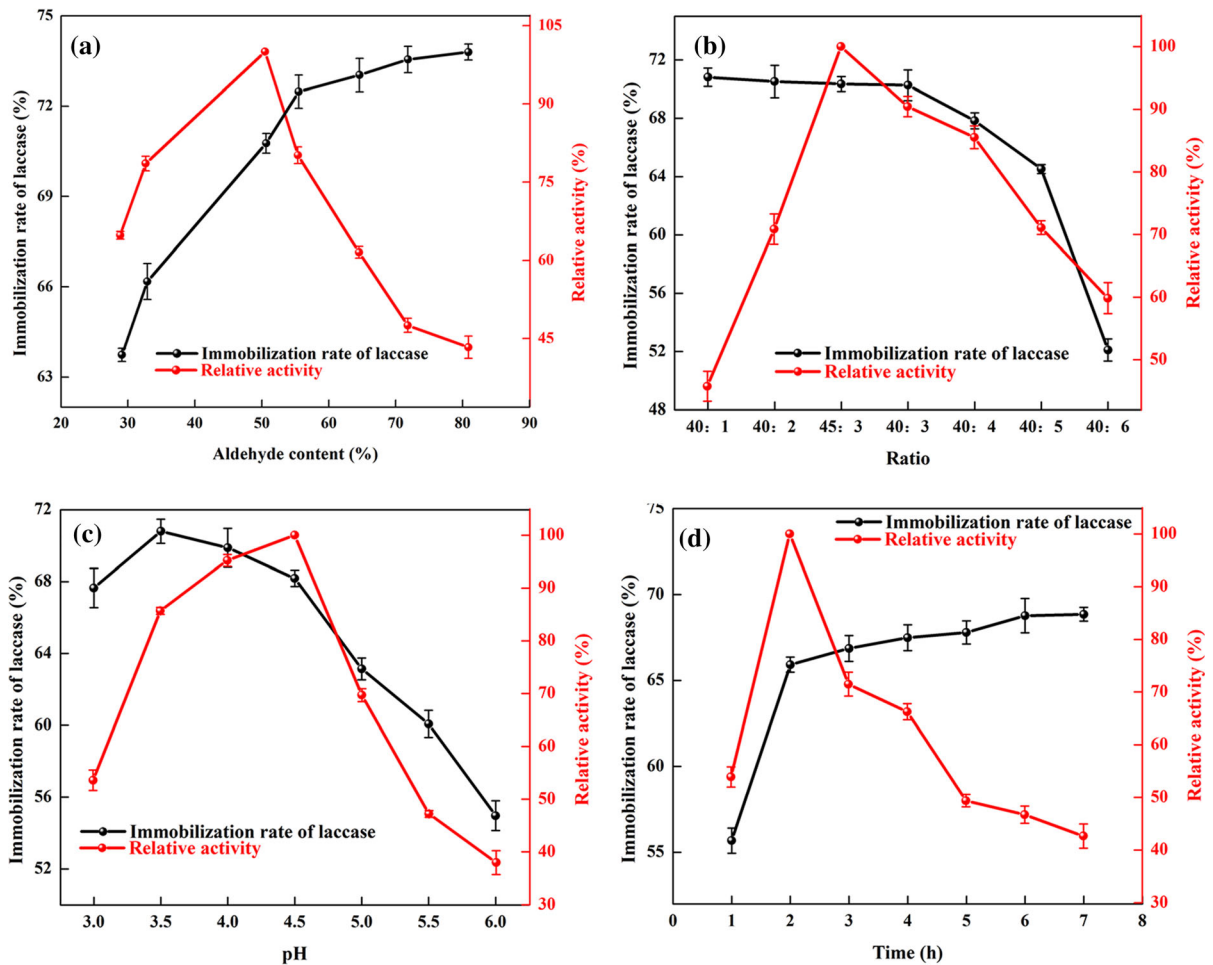 (a)
Immobilization rate of laccase (%)
75
72
69
66
63
20 30 40 50 60 70 80 90
Aldehyde content (%)
105
90
75
60
45
Relative activity (%)
Immobilization rate of laccase
Relative activity
(b)
Immobilization rate of laccase (%)
72
68
64
60
56
52
48
40: 1 40: 2 45: 3 40: 3 40: 4 40: 5 40: 6
Ratio
100
90
80
70
60
50
Relative activity (%)
Immobilization rate of laccase
Relative activity
(c)
Immobilization rate of laccase (%)
72
68
64
60
56
52
3.0 3.5 4.0 4.5 5.0 5.5 6.0
pH
100
90
80
70
60
50
40
30
Relative activity (%)
Immobilization rate of laccase
Relative activity
(d)
Immobilization rate of laccase (%)
75
70
65
60
55
0 1 2 3 4 5 6 7 8
Time (h)
100
90
80
70
60
50
40
30
Relative activity (%)
Immobilization rate of laccase
Relative activity